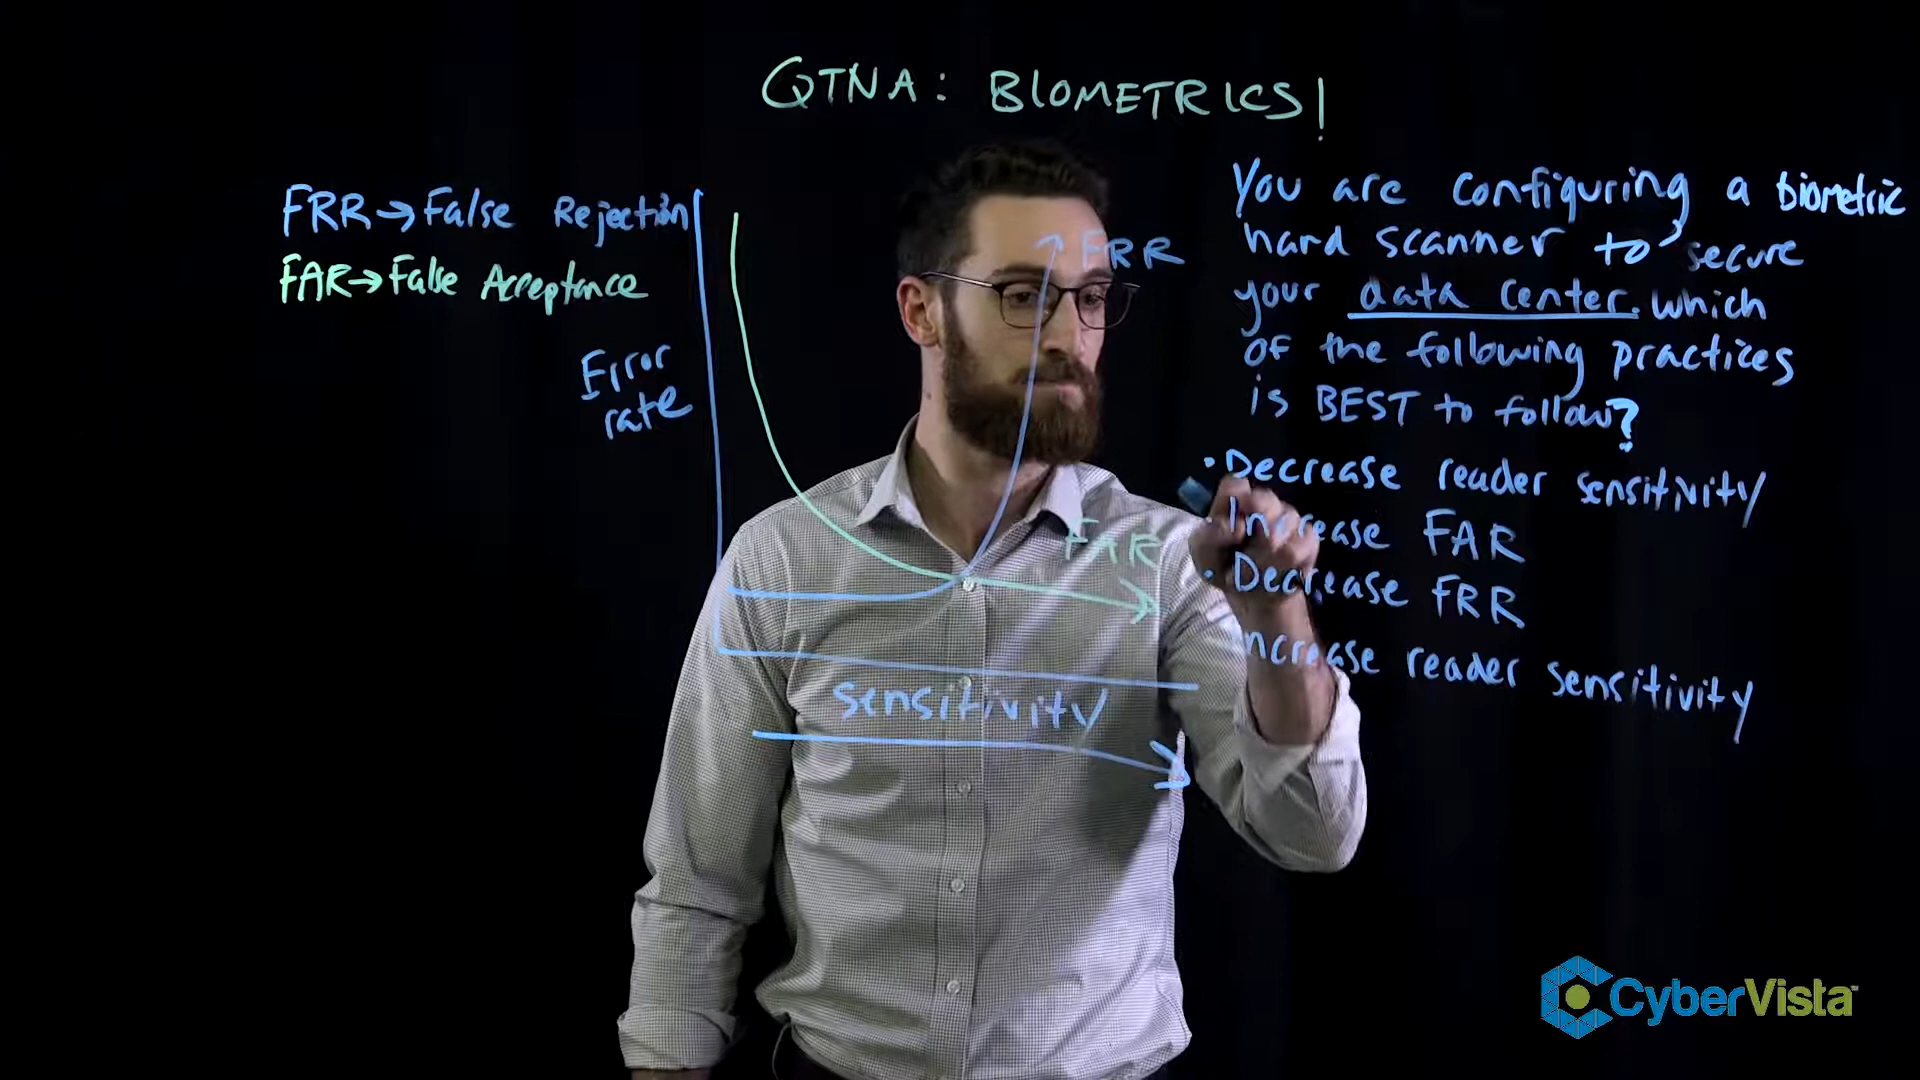 QTNA: BIOMETRICS!
FRR→False Rejection
FAR→False Acceptance
Error
rate
FRR
FAR
sensitivity
You are configuring a biometric
hand scanner to secure
your data center. which
of the following practices
is BEST to follow?
• Decrease reader sensitivity
• Increase FAR
• Decrease FRR
Increase reader sensitivity
CyberVista™